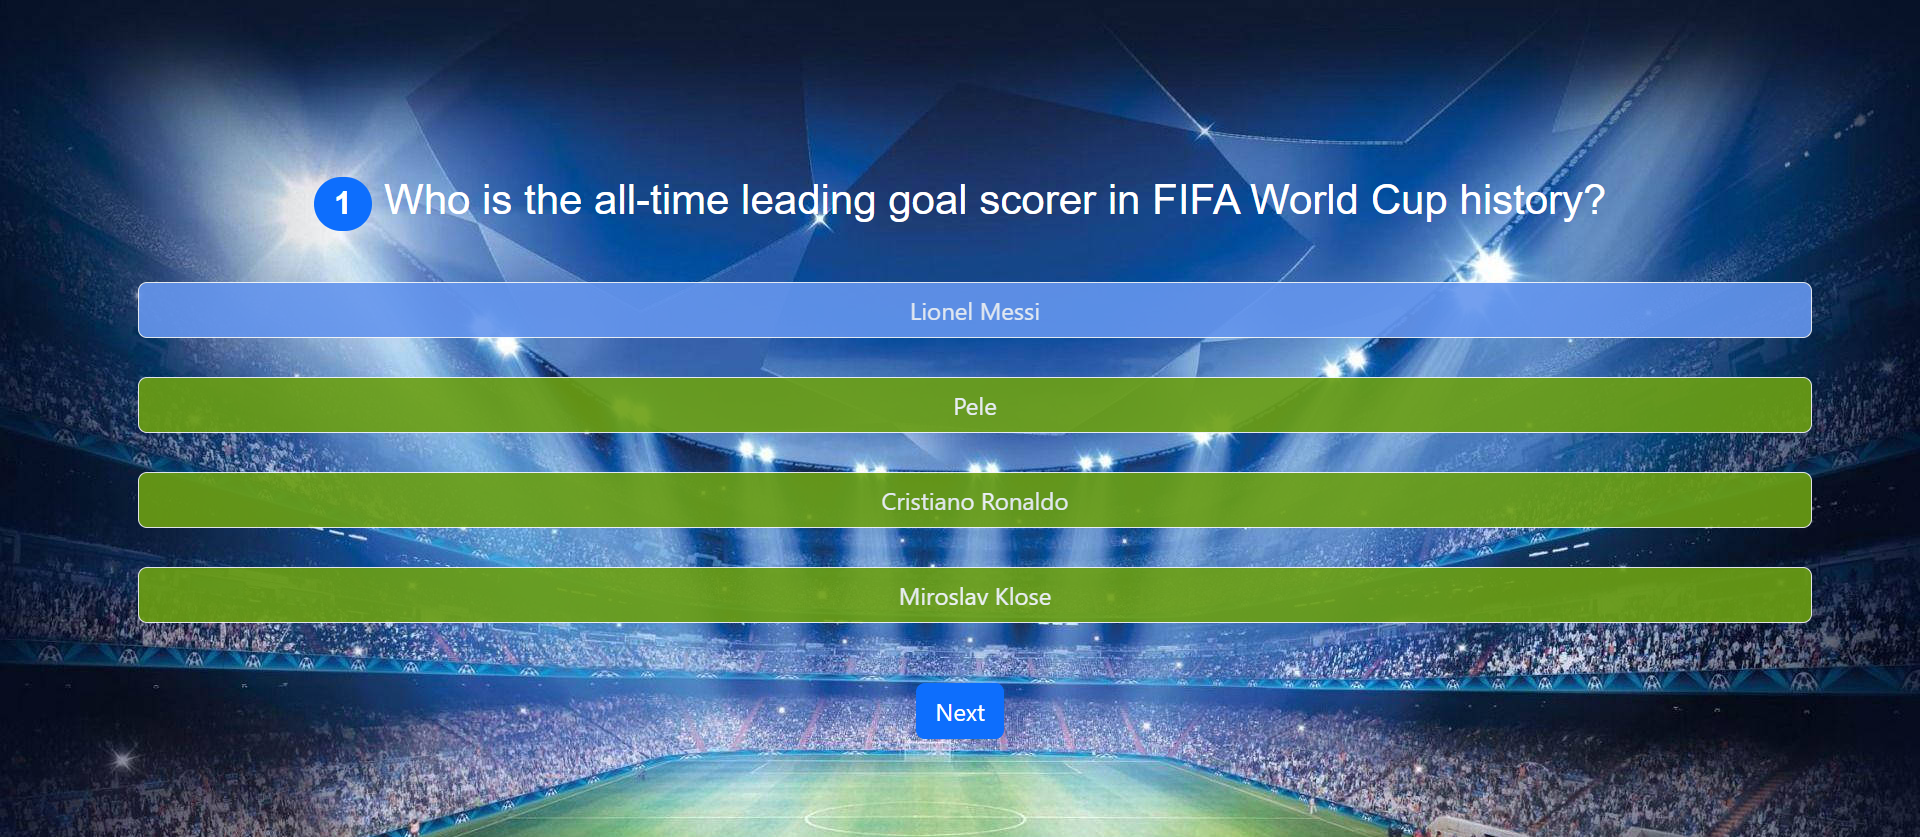 1 Who is the all-time leading goal scorer in FIFA World Cup history?
Lionel Messi
Pele
Cristiano Ronaldo
Miroslav Klose
Next